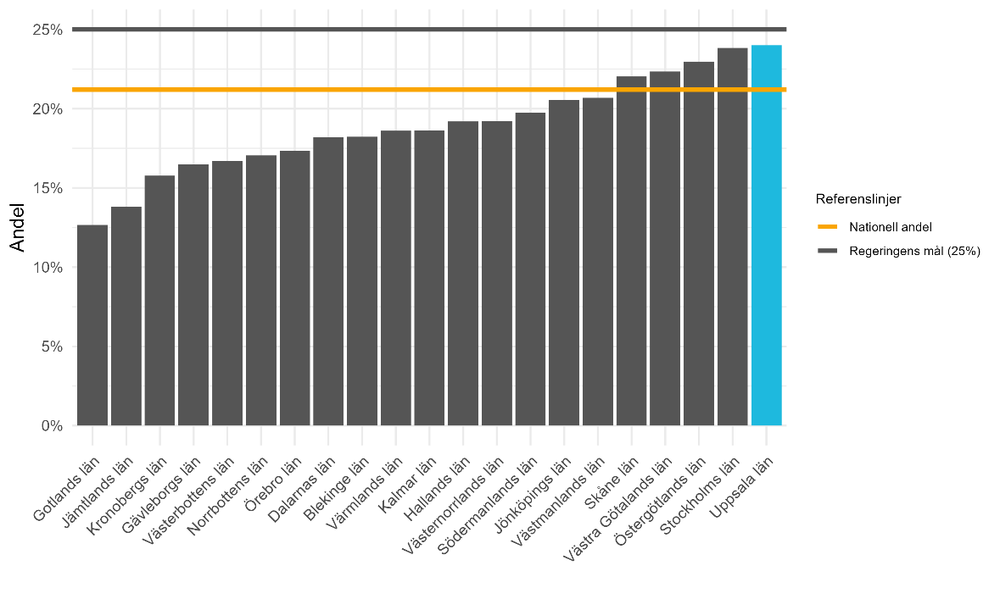 Andel
25%
20%
15%
10%
5%
0%
Gotlands län
Jämtlands län
Kronobergs län
Gävleborgs län
Västerbottens län
Norrbottens län
Örebro län
Dalarnas län
Blekinge län
Värmlands län
Kalmar län
Hallands län
Västernorrlands län
Södermanlands län
Jönköpings län
Västmanlands län
Skåne län
Västra Götalands län
Östergötlands län
Stockholms län
Uppsala län
Referenslinjer
Nationell andel
Regeringens mål (25%)